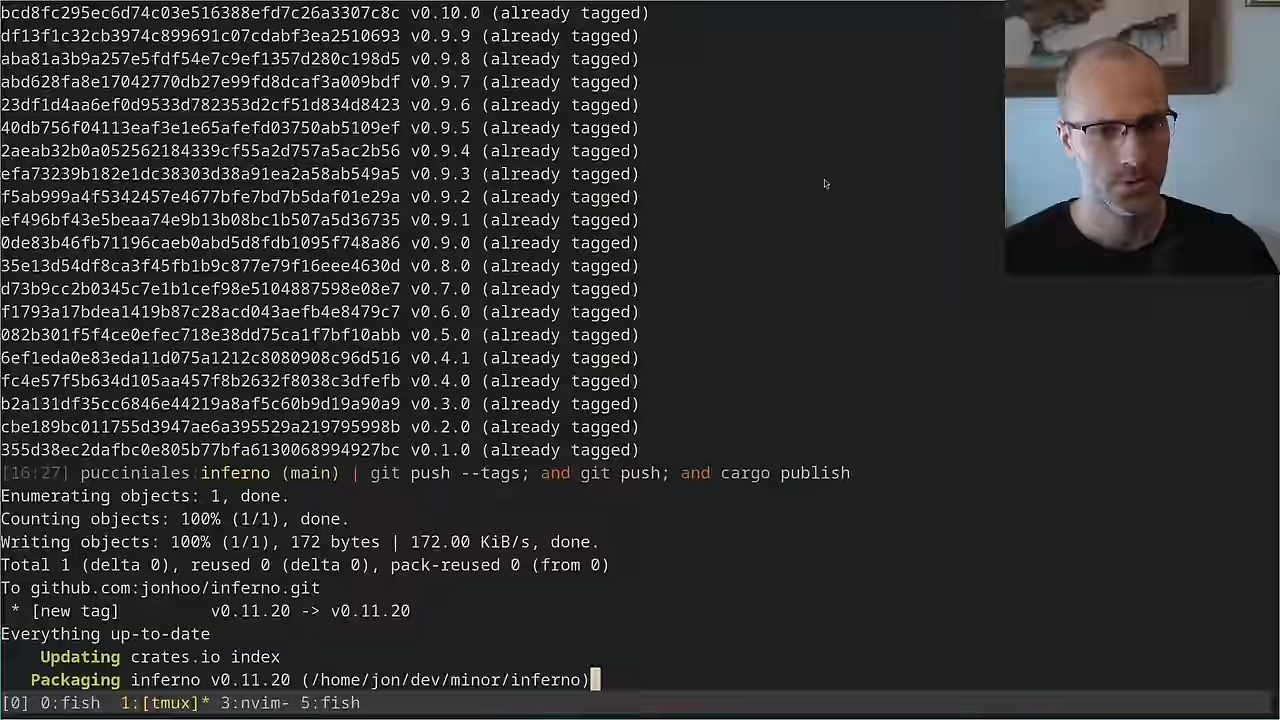 bcd8fc295ec6d74c03e516388efd7c26a3307c8c v0.10.0 (already tagged)
df13f1c32cb3974c899691c07cdabf3ea2510693 v0.9.9 (already tagged)
aba81a3b9a257e5fdf54e7c9ef1357d280c198d5 v0.9.8 (already tagged)
abd628fa8e17042770db27e99fd8dcaf3a009bdf v0.9.7 (already tagged)
23df1d4aa6ef0d9533d782353d2cf51d834d8423 v0.9.6 (already tagged)
40db756f04113eaf3e1e65afefd03750ab5109ef v0.9.5 (already tagged)
2aeab32b0a052562184339cf55a2d757a5ac2b56 v0.9.4 (already tagged)
efa73239b182e1dc38303d38a91ea2a58ab549a5 v0.9.3 (already tagged)
f5ab999a4f5342457e4677bfe7bd7b5daf01e29a v0.9.2 (already tagged)
ef496bf43e5beaa74e9b13b08bc1b507a5d36735 v0.9.1 (already tagged)
0de83b46fb71196caeb0abd5d8fdb1095f748a86 v0.9.0 (already tagged)
35e13d54df8ca3f45fb1b9c877e79f16eee4630d v0.8.0 (already tagged)
d73b9cc2b0345c7e1b1cef98e5104887598e08e7 v0.7.0 (already tagged)
f1793a17bdea1419b87c28acd043aefb4e8479c7 v0.6.0 (already tagged)
082b301f5f4ce0efec718e38dd75ca1f7bf10abb v0.5.0 (already tagged)
6ef1eda0e83eda11d075a1212c8080908c96d516 v0.4.1 (already tagged)
fc4e57f5b634d105aa457f8b2632f8038c3dfefb v0.4.0 (already tagged)
b2a131df35cc6846e44219a8af5c60b9d19a90a9 v0.3.0 (already tagged)
cbe189bc011755d3947ae6a395529a219795998b v0.2.0 (already tagged)
355d38ec2dafbc0e805b77bfa6130068994927bc v0.1.0 (already tagged)
[16:27] pucciniales inferno (main) | git push --tags; and git push; and cargo publish
Enumerating objects: 1, done.
Counting objects: 100% (1/1), done.
Writing objects: 100% (1/1), 172 bytes | 172.00 KiB/s, done.
Total 1 (delta 0), reused 0 (delta 0), pack-reused 0 (from 0)
To github.com:jonhoo/inferno.git
 * [new tag]         v0.11.20 -> v0.11.20
Everything up-to-date
    Updating crates.io index
   Packaging inferno v0.11.20 (/home/jon/dev/minor/inferno)
[0] 0:fish  1:[tmux]* 3:nvim- 5:fish